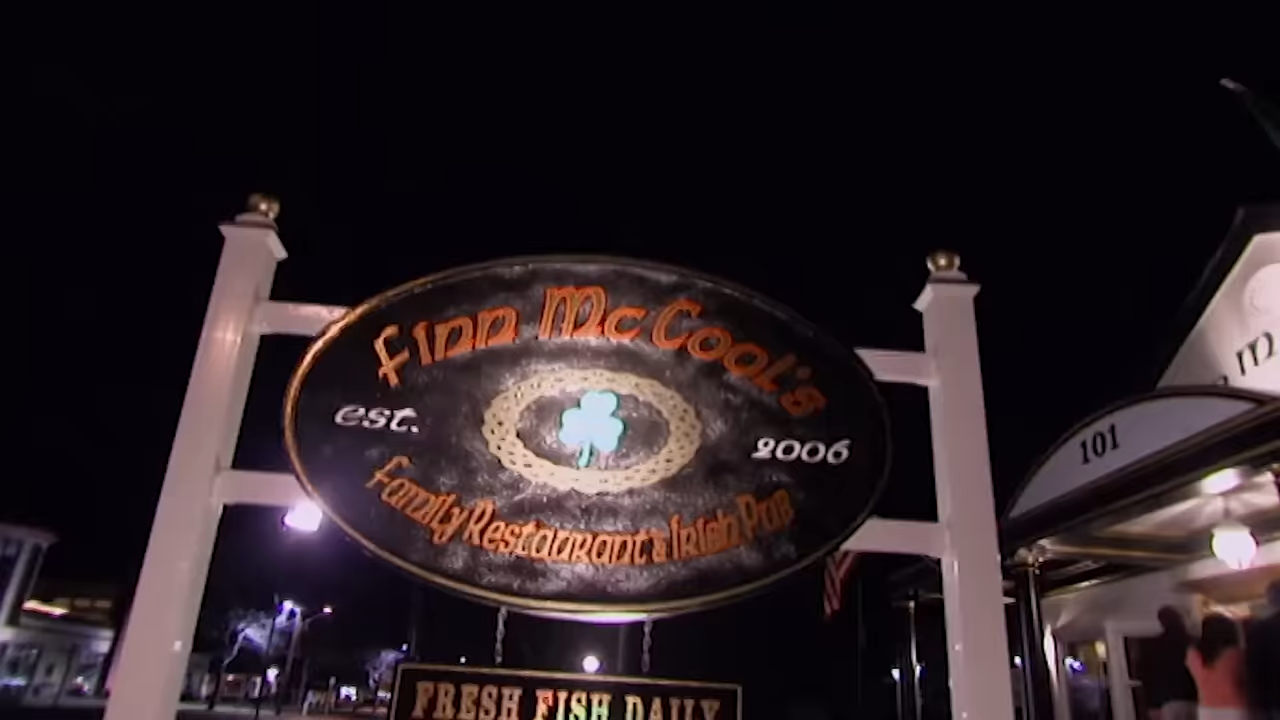 Finn McCool's
est. 2006
Family Restaurant & Irish Pub
FRESH FISH DAILY
101